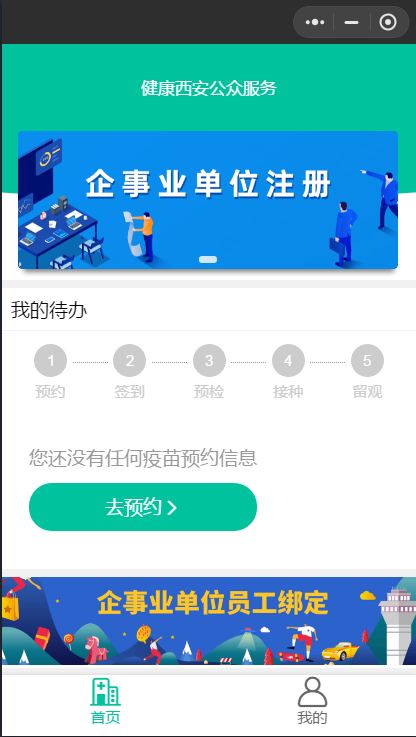 健康西安公众服务
企事业单位注册
我的待办
1 2 3 4 5
预约 签到 预检 接种 留观
您还没有任何疫苗预约信息
去预约
企事业单位员工绑定
首页 我的